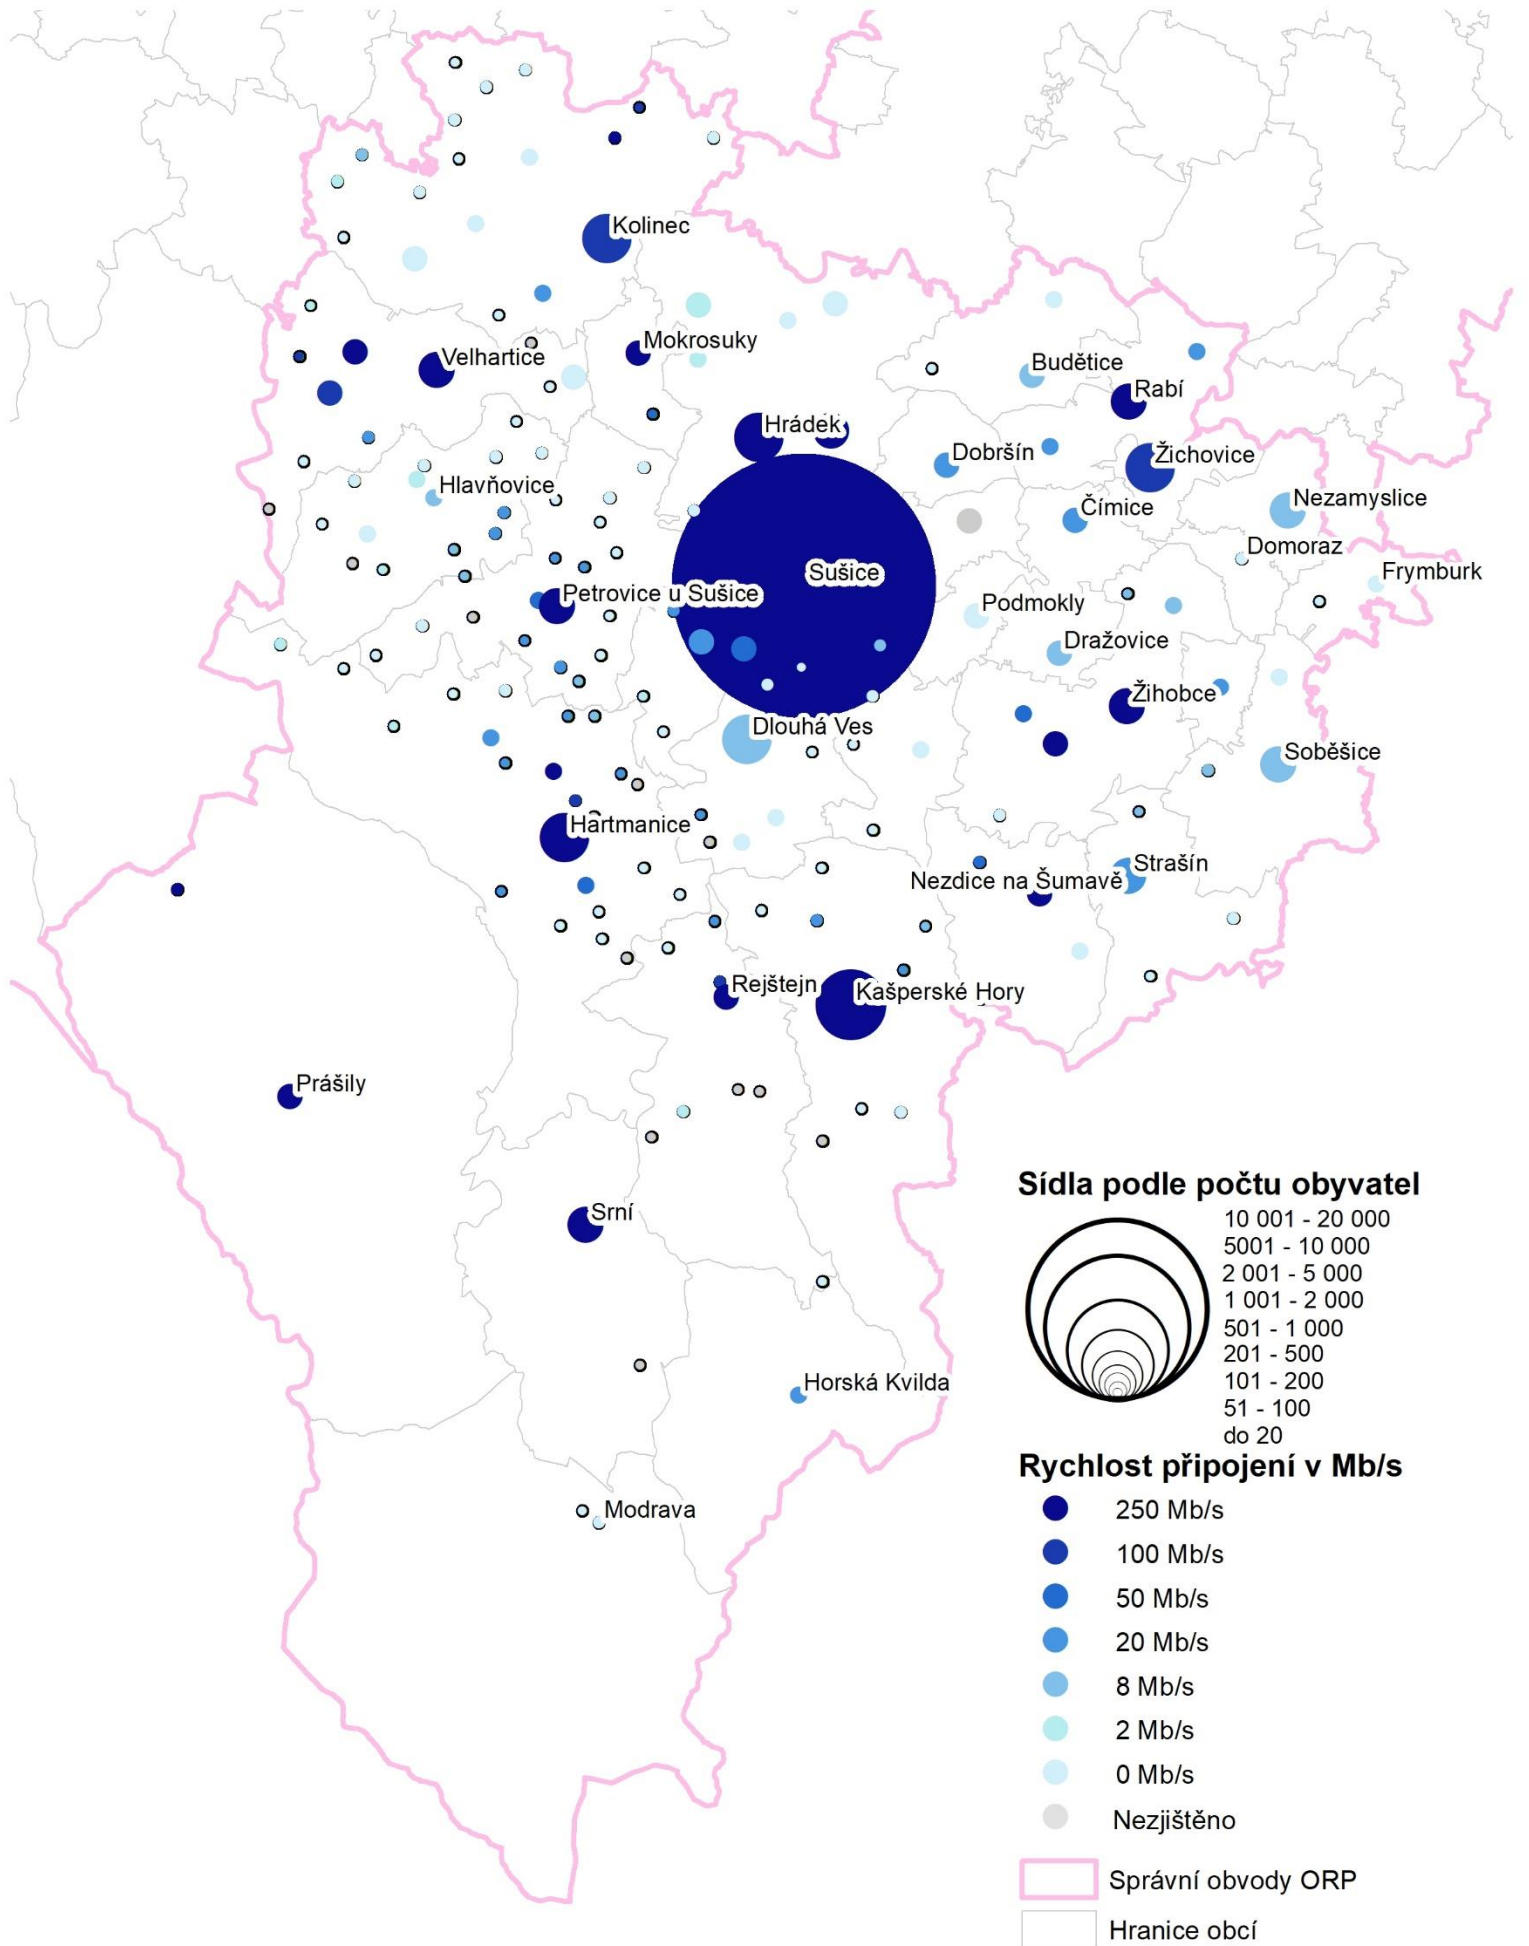 Kolinec
Mokrosuky
Velhartice
Budětice
Rabí
Hrádek
Dobršín
Žichovice
Hlavňovice
Nezamyslice
Čímice
Domoraz
Sušice
Frymburk
Petrovice u Sušice
Podmokly
Dražovice
Žihobce
Dlouhá Ves
Soběšice
Hartmanice
Strašín
Nezdice na Šumavě
Rejštejn
Kašperské Hory
Prášily
Srní
Horská Kvilda
Modrava
Sídla podle počtu obyvatel
10 001 - 20 000
5001 - 10 000
2 001 - 5 000
1 001 - 2 000
501 - 1 000
201 - 500
101 - 200
51 - 100
do 20
Rychlost připojení v Mb/s
250 Mb/s
100 Mb/s
50 Mb/s
20 Mb/s
8 Mb/s
2 Mb/s
0 Mb/s
Nezjištěno
Správní obvody ORP
Hranice obcí